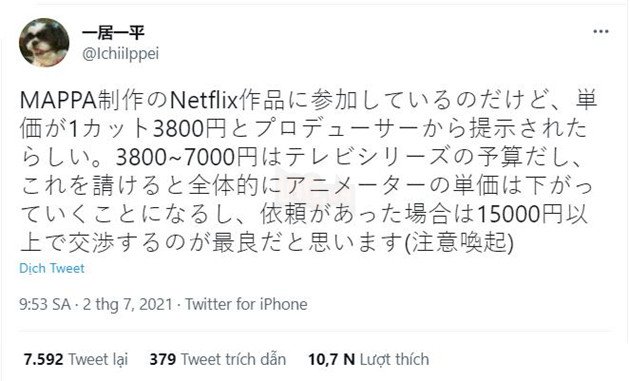 一居一平
@IchiiIppei
MAPPA制作のNetflix作品に参加しているのだけど、単
価が1カット3800円とプロデューサーから提示された
らしい。3800~7000円はテレビシリーズの予算だし、
これを請けると全体的にアニメーターの単価は下がっ
ていくことになるし、依頼があった場合は15000円以
上で交渉するのが最良だと思います(注意喚起)
Dịch Tweet
9:53 SA · 2 thg 7, 2021 · Twitter for iPhone
7.592 Tweet lại 379 Tweet trích dẫn 10,7 N Lượt thích